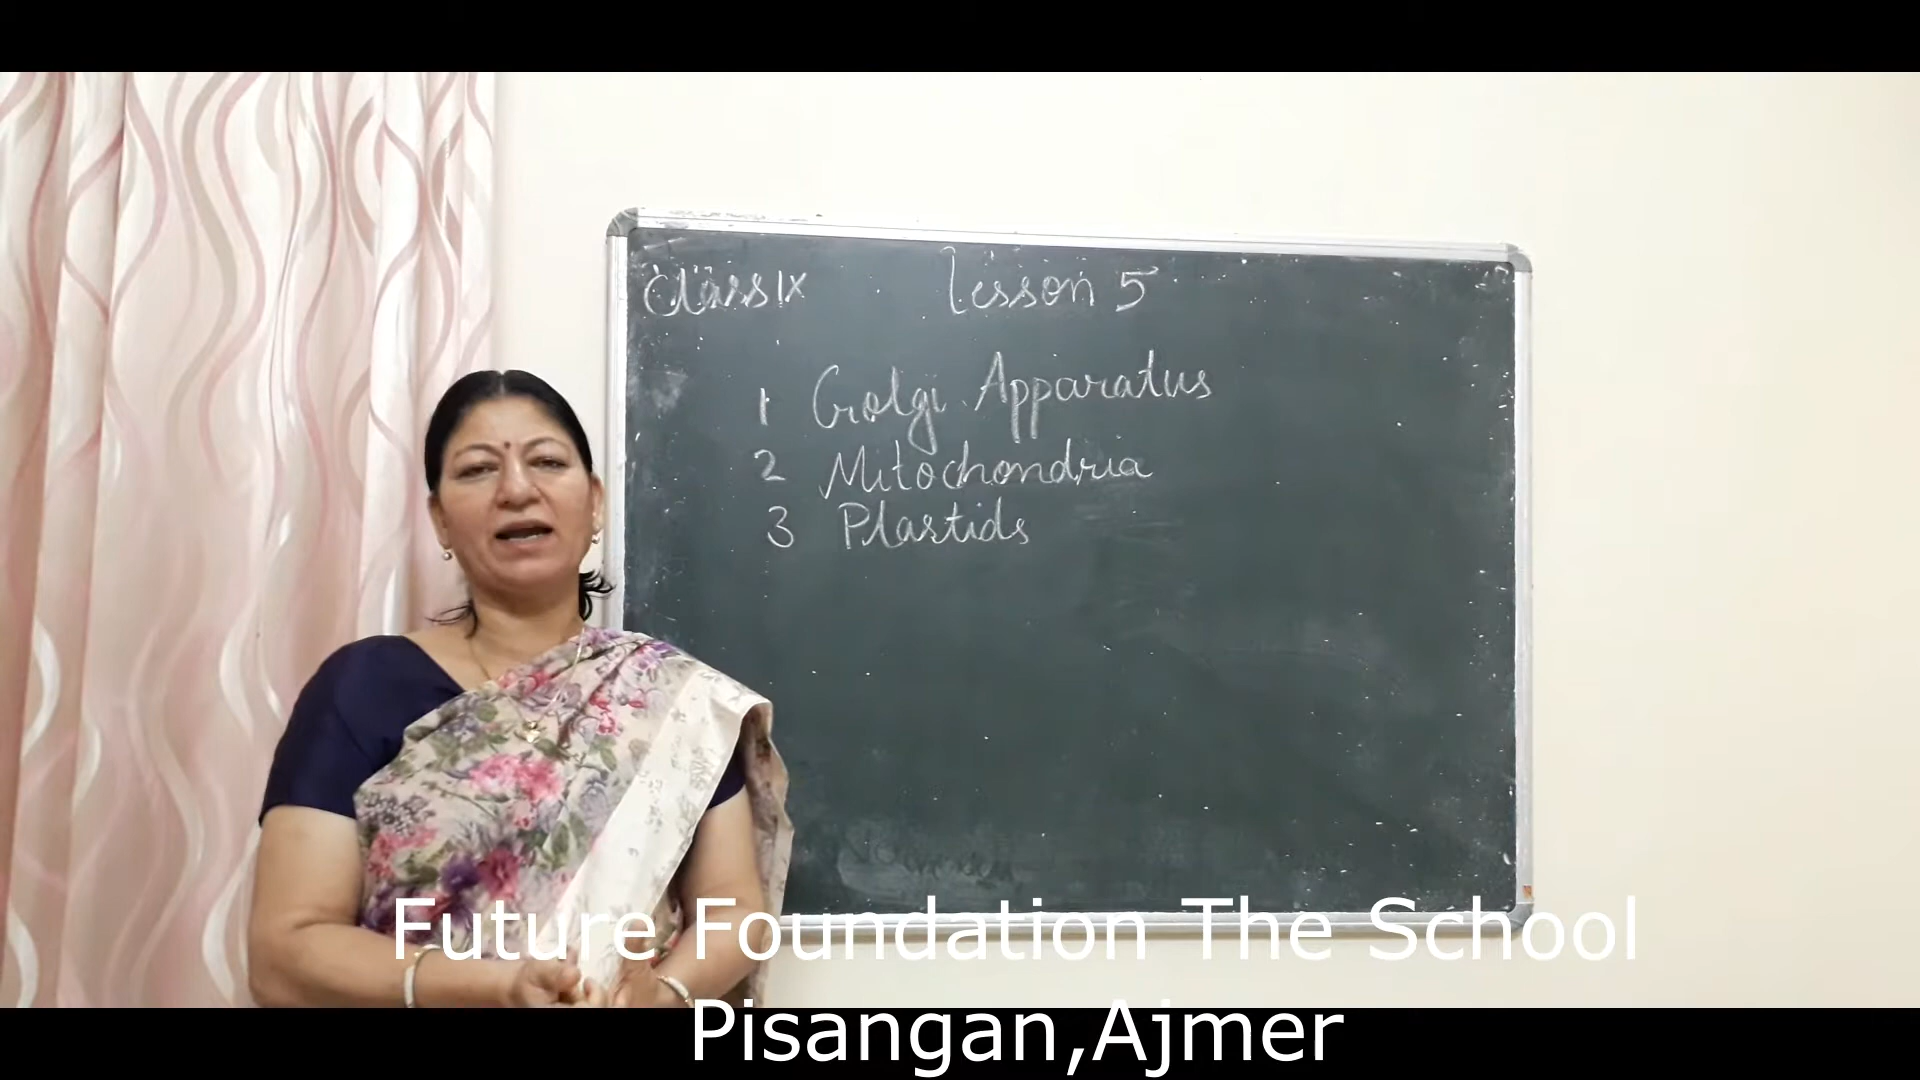 Class IX Lesson 5
1 Golgi Apparatus
2 Mitochondria
3 Plastids
Future Foundation The School
Pisangan,Ajmer